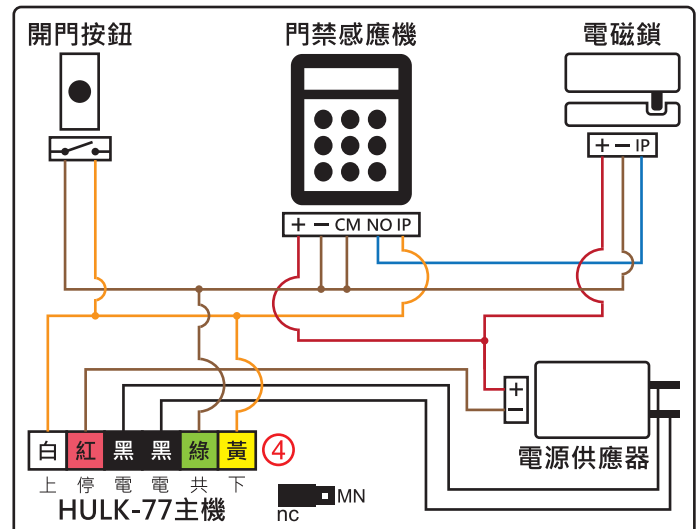 開門按鈕
門禁感應機
電磁鎖
+ − IP
+ − CM NO IP
+
−
電源供應器
白 紅 黑 黑 綠 黃 ④
上 停 電 電 共 下
HULK-77主機
MN
nc